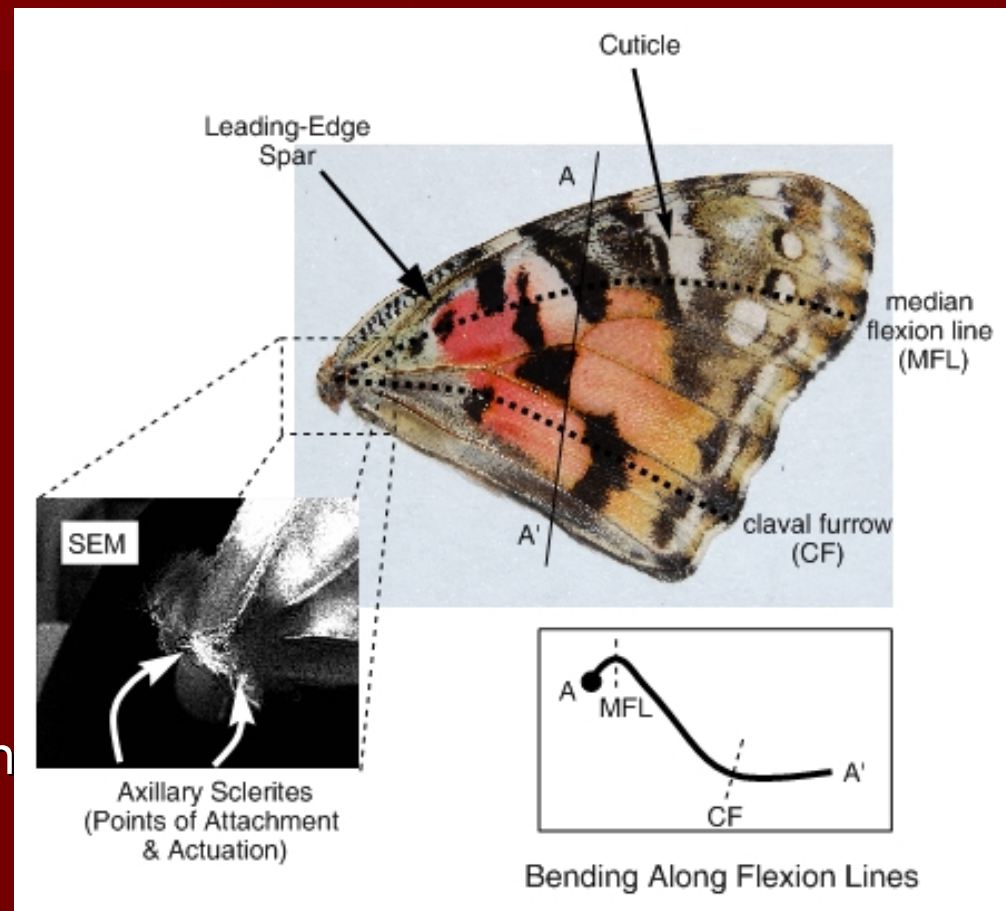 Cuticle
Leading-Edge
Spar
A
median
flexion line
(MFL)
A'
claval furrow
(CF)
SEM
A
MFL
A'
CF
Axillary Sclerites
(Points of Attachment
& Actuation)
Bending Along Flexion Lines